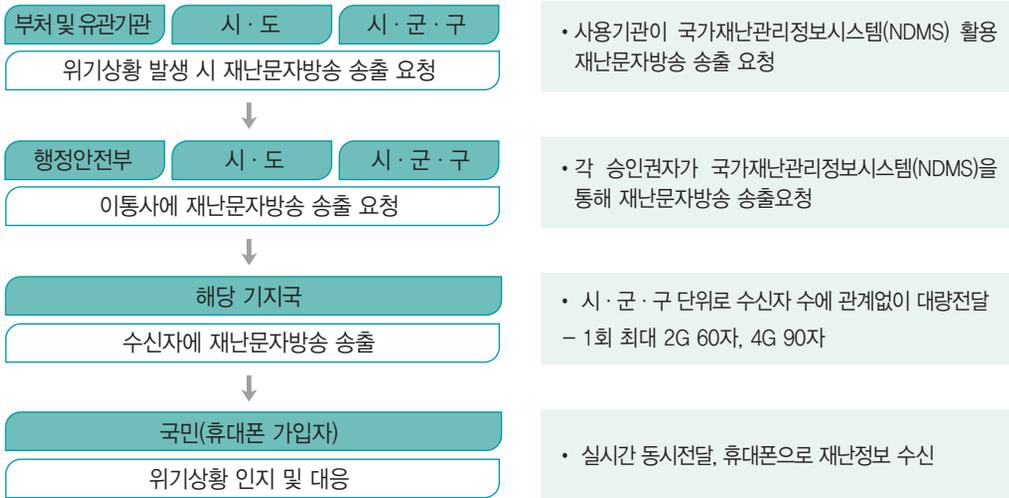 부처 및 유관기관
시 · 도
시 · 군 · 구
위기상황 발생 시 재난문자방송 송출 요청
• 사용기관이 국가재난관리정보시스템(NDMS) 활용
재난문자방송 송출 요청
행정안전부
시 · 도
시 · 군 · 구
이통사에 재난문자방송 송출 요청
• 각 승인권자가 국가재난관리정보시스템(NDMS)을
통해 재난문자방송 송출요청
해당 기지국
수신자에 재난문자방송 송출
• 시 · 군 · 구 단위로 수신자 수에 관계없이 대량전달
- 1회 최대 2G 60자, 4G 90자
국민(휴대폰 가입자)
위기상황 인지 및 대응
• 실시간 동시전달, 휴대폰으로 재난정보 수신